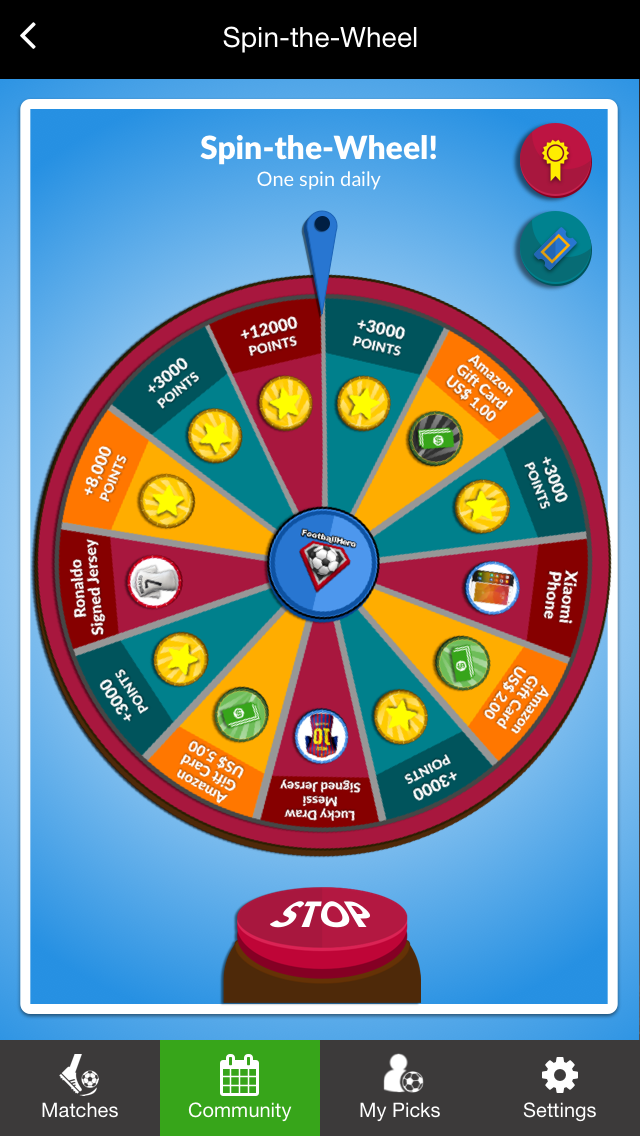 Spin-the-Wheel
Spin-the-Wheel!
One spin daily
+12000
POINTS
+3000
POINTS
Amazon
Gift Card
US$ 1.00
+3000
POINTS
Xiaomi
Phone
Amazon
Gift Card
US$ 2.00
+3000
POINTS
Lucky Draw
Messi
Signed Jersey
10
Amazon
Gift Card
US$ 5.00
+3000
POINTS
Ronaldo
Signed Jersey
7
+8,000
POINTS
+3000
POINTS
FootballHero
STOP
Matches
Community
My Picks
Settings